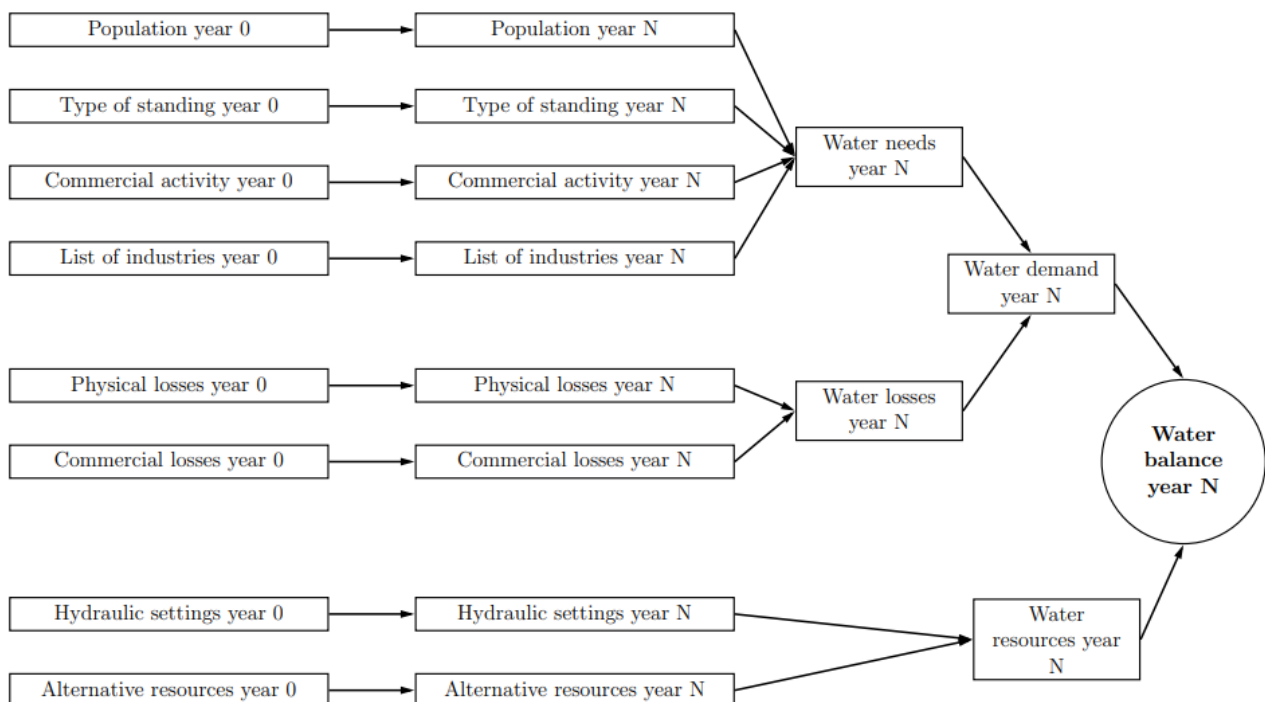 Population year 0
Population year N
Type of standing year 0
Type of standing year N
Water needs
year N
Commercial activity year 0
Commercial activity year N
List of industries year 0
List of industries year N
Water demand
year N
Physical losses year 0
Physical losses year N
Water losses
year N
Commercial losses year 0
Commercial losses year N
Water
balance
year N
Hydraulic settings year 0
Hydraulic settings year N
Water
resources year
N
Alternative resources year 0
Alternative resources year N